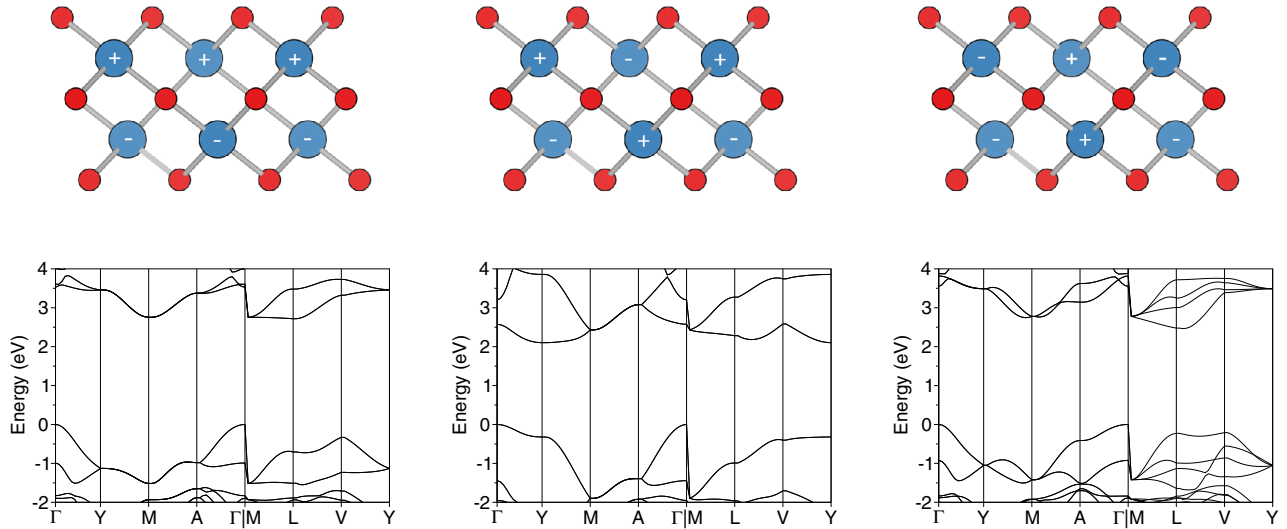 + + +
- - -
+ - +
- + -
- + -
- + -
4
3
2
1
0
-1
-2
Energy (eV)
Γ Y M A Γ|M L V Y
4
3
2
1
0
-1
-2
Energy (eV)
Γ Y M A Γ|M L V Y
4
3
2
1
0
-1
-2
Energy (eV)
Γ Y M A Γ|M L V Y